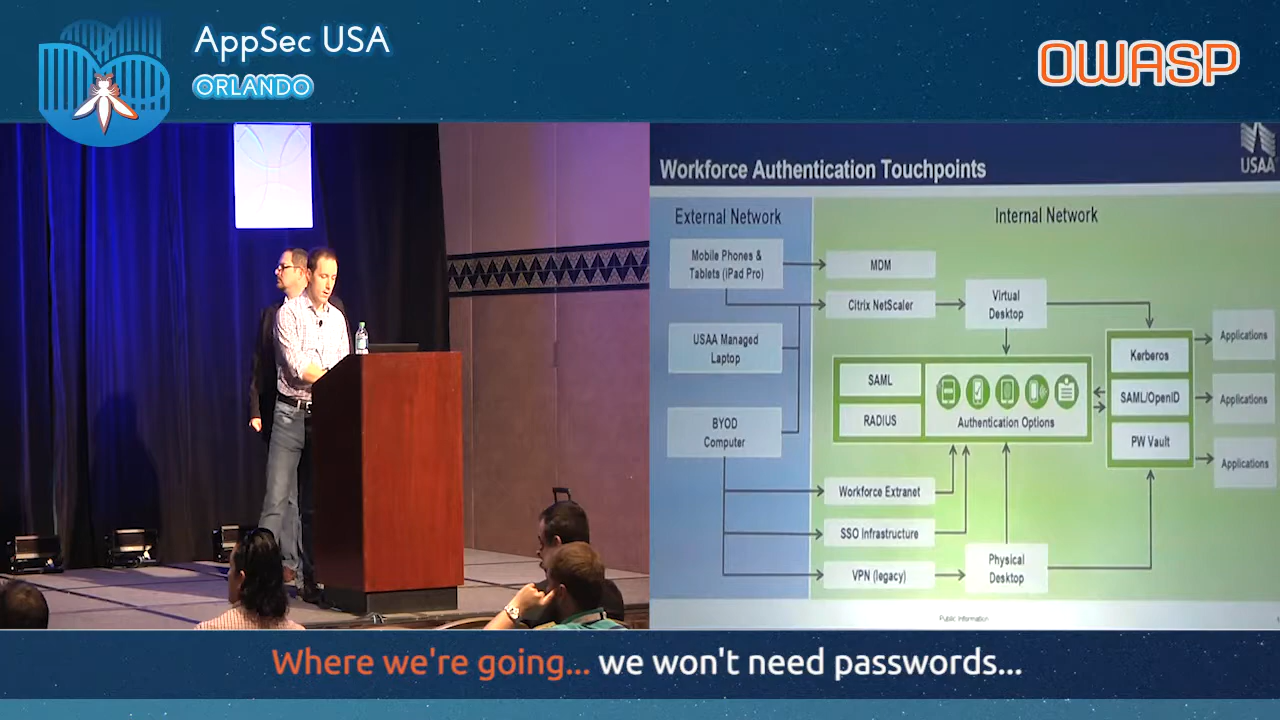 AppSec USA
ORLANDO
OWASP
Workforce Authentication Touchpoints
USAA
External Network
Internal Network
Mobile Phones &
Tablets (iPad Pro)
MDM
Citrix NetScaler
Virtual
Desktop
USAA Managed
Laptop
Kerberos
Applications
SAML
SAML/OpenID
Applications
RADIUS
Authentication Options
BYOD
Computer
PW Vault
Applications
Workforce Extranet
SSO Infrastructure
VPN (legacy)
Physical
Desktop
Public Information
Where we're going... we won't need passwords...